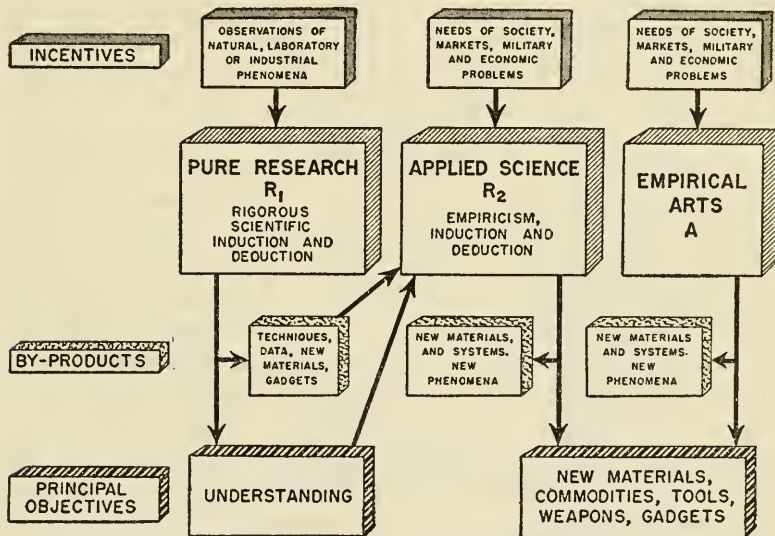 INCENTIVES
OBSERVATIONS OF
NATURAL, LABORATORY
OR INDUSTRIAL
PHENOMENA
NEEDS OF SOCIETY,
MARKETS, MILITARY
AND ECONOMIC
PROBLEMS
NEEDS OF SOCIETY,
MARKETS, MILITARY
AND ECONOMIC
PROBLEMS
PURE RESEARCH
R₁
RIGOROUS
SCIENTIFIC
INDUCTION AND
DEDUCTION
APPLIED SCIENCE
R₂
EMPIRICISM,
INDUCTION AND
DEDUCTION
EMPIRICAL
ARTS
A
BY-PRODUCTS
TECHNIQUES,
DATA, NEW
MATERIALS,
GADGETS
NEW MATERIALS,
AND SYSTEMS.
NEW
PHENOMENA
NEW MATERIALS
AND SYSTEMS.
NEW
PHENOMENA
PRINCIPAL
OBJECTIVES
UNDERSTANDING
NEW MATERIALS,
COMMODITIES, TOOLS,
WEAPONS, GADGETS